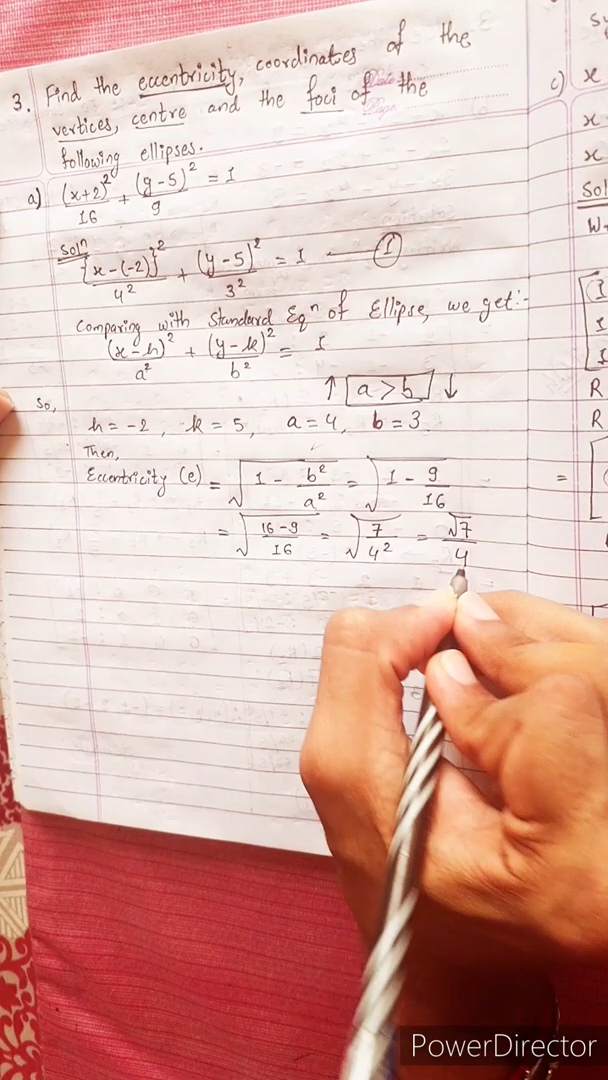 3. Find the eccentricity, coordinates of the
vertices, centre and the foci of the
following ellipses.
a) (x+2)²/16 + (y-5)²/9 = 1
Solⁿ
{x-(-2)}²/4² + (y-5)²/3² = 1 — (1)
Comparing with Standard Eqⁿ of Ellipse, we get:-
(x-h)²/a² + (y-k)²/b² = 1
↑ a > b ↓
So,
h = -2, k = 5, a = 4, b = 3
Then,
Eccentricity (e) = √(1 - b²/a²) = √(1 - 9/16)
= √((16-9)/16) = √(7/4²) = √7/4
c) x
x
x
Sol
R
R
=
PowerDirector